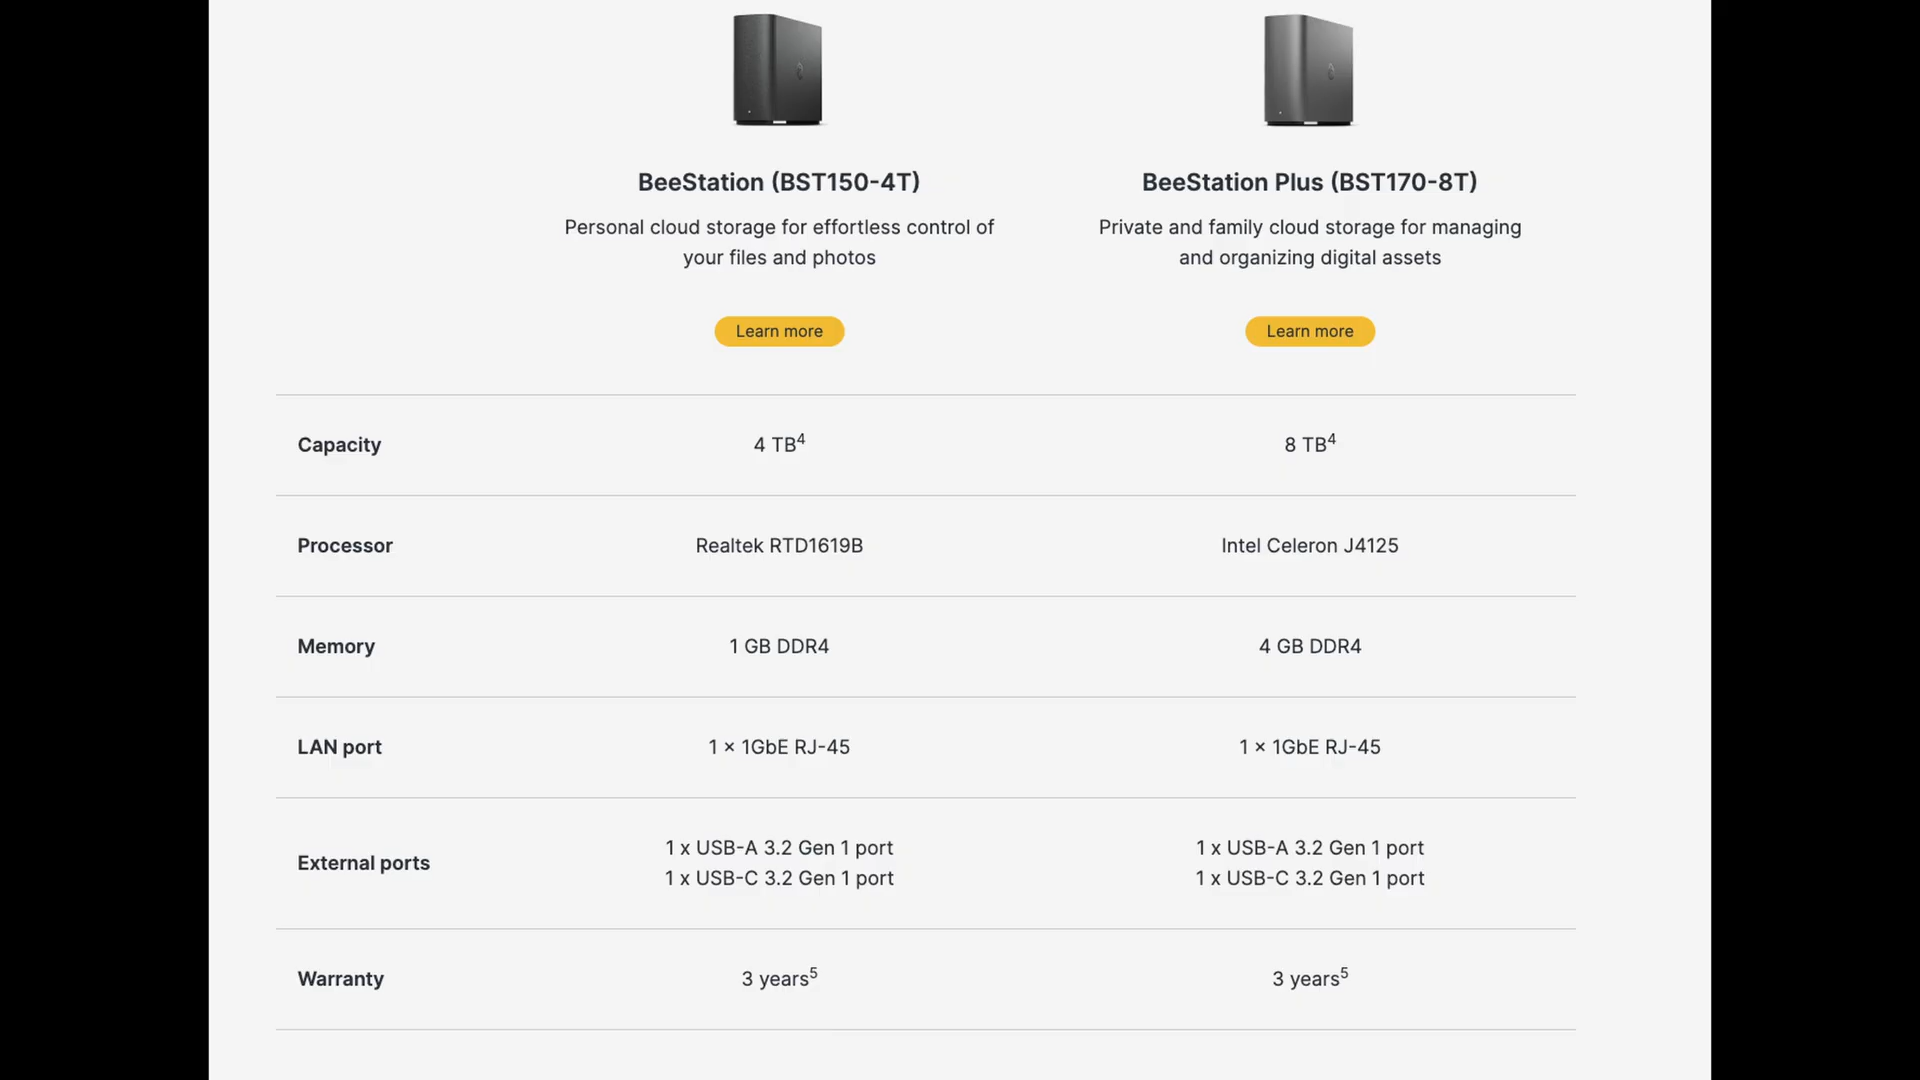 BeeStation (BST150-4T)
Personal cloud storage for effortless control of
your files and photos
Learn more
BeeStation Plus (BST170-8T)
Private and family cloud storage for managing
and organizing digital assets
Learn more
Capacity 4 TB⁴ 8 TB⁴
Processor Realtek RTD1619B Intel Celeron J4125
Memory 1 GB DDR4 4 GB DDR4
LAN port 1 × 1GbE RJ-45 1 × 1GbE RJ-45
External ports
1 x USB-A 3.2 Gen 1 port
1 x USB-C 3.2 Gen 1 port
1 x USB-A 3.2 Gen 1 port
1 x USB-C 3.2 Gen 1 port
Warranty 3 years⁵ 3 years⁵